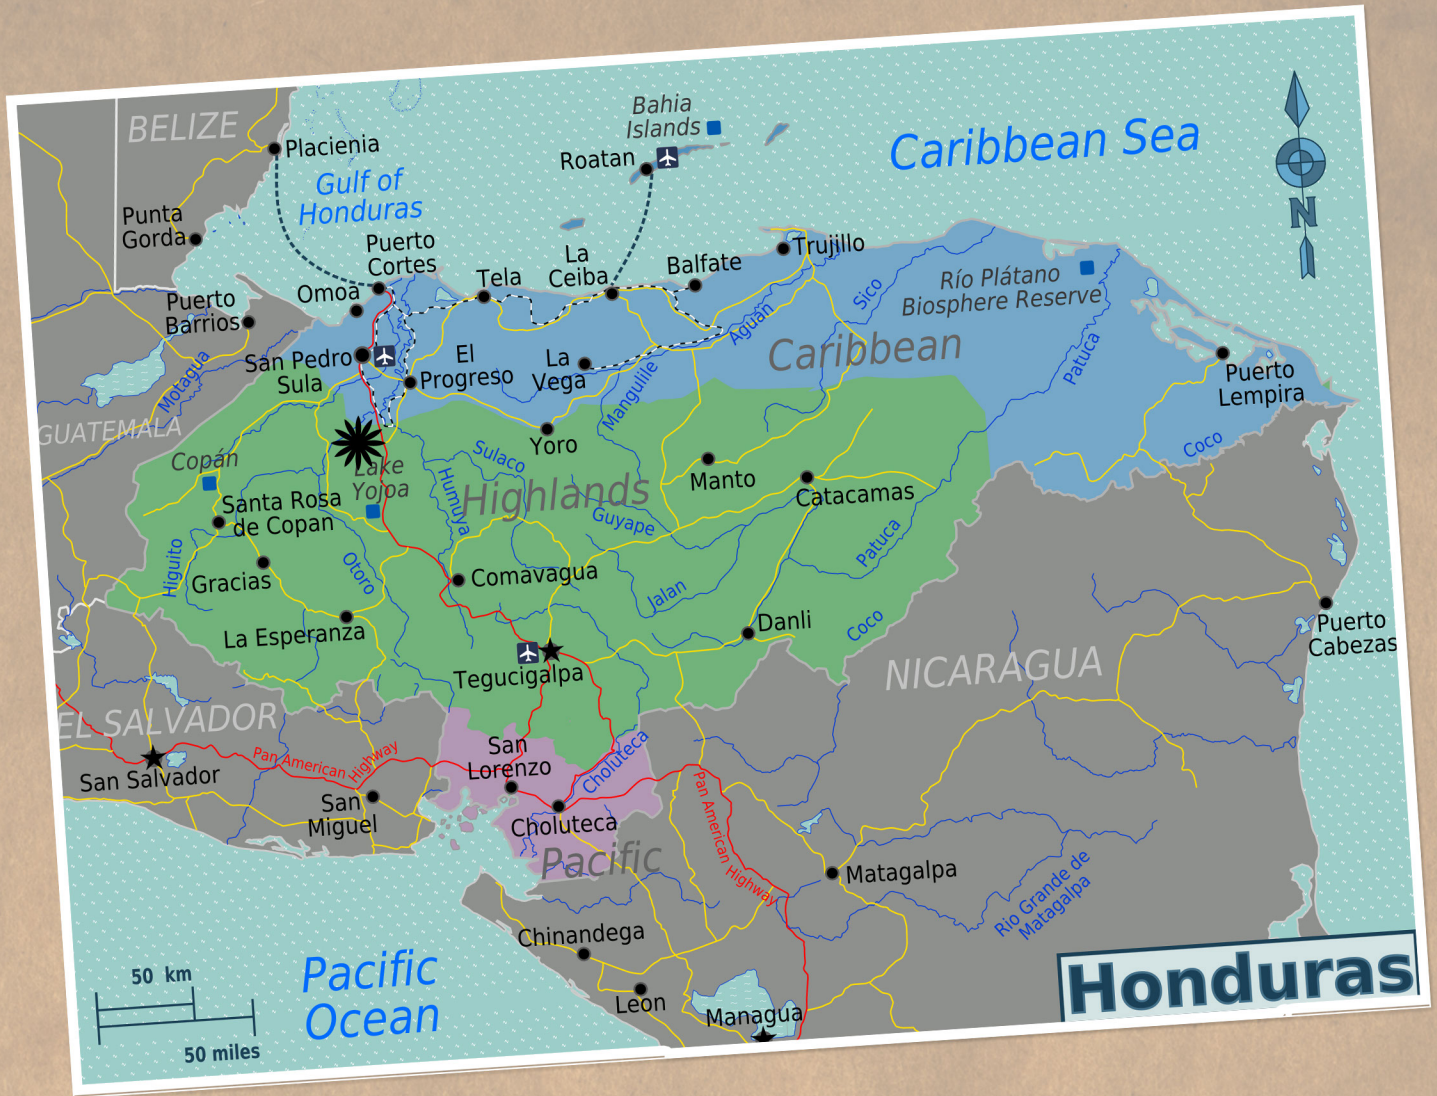 BELIZE
Placienia
Gulf of
Honduras
Punta
Gorda
Puerto
Barrios
Puerto
Cortes
Omoa
Bahia
Islands
Roatan
Caribbean Sea
N
Tela
La
Ceiba
Balfate
Trujillo
Río Plátano
Biosphere Reserve
Sico
Aguán
Patuca
Caribbean
San Pedro
Sula
El
Progreso
La
Vega
Mangulile
Motagua
GUATEMALA
Puerto
Lempira
Coco
Yoro
Copán
Lake
Yojoa
Sulaco
Humuya
Highlands
Manto
Catacamas
Guyape
Patuca
Santa Rosa
de Copan
Higuito
Gracias
Otoro
Comavagua
Jalan
La Esperanza
Danli
Coco
Tegucigalpa
NICARAGUA
Puerto
Cabezas
EL SALVADOR
San Salvador
Pan American Highway
San
Miguel
San
Lorenzo
Choluteca
Choluteca
Pacific
Pan American Highway
Matagalpa
Rio Grande de
Matagalpa
Chinandega
Leon
Managua
Pacific
Ocean
50 km
50 miles
Honduras